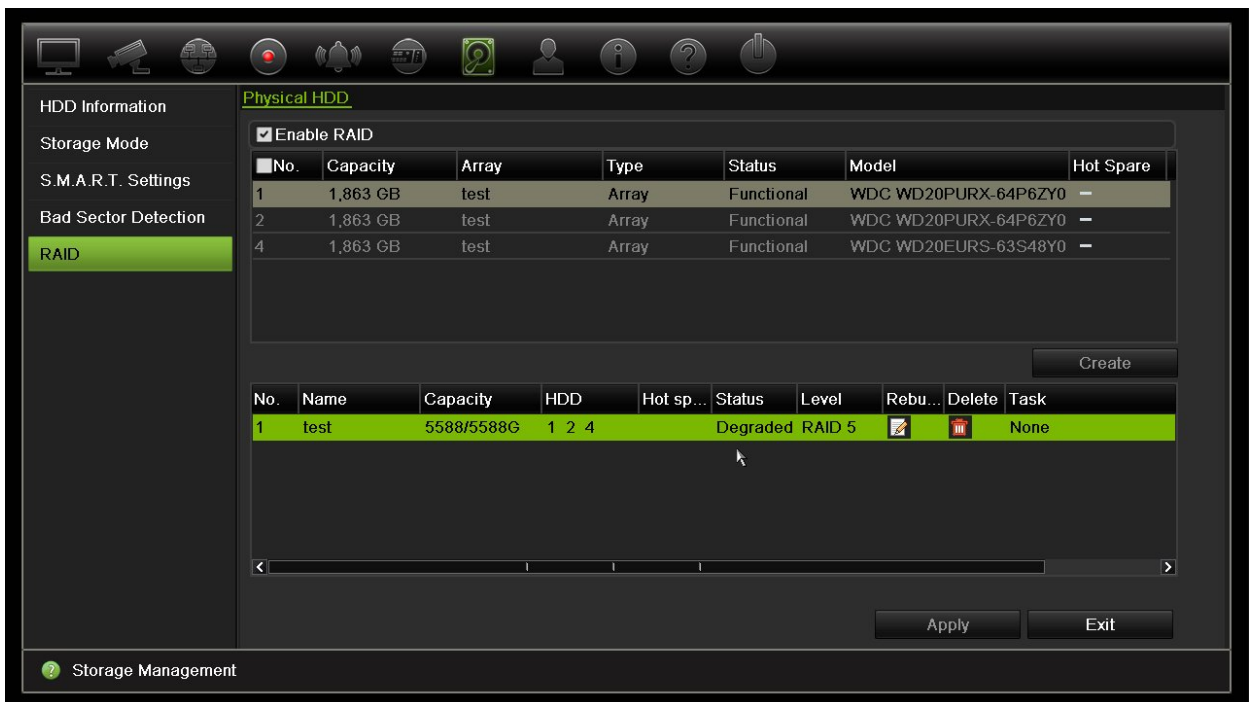 HDD Information
Storage Mode
S.M.A.R.T. Settings
Bad Sector Detection
RAID
Physical HDD
Enable RAID
No. Capacity Array Type Status Model Hot Spare
1 1,863 GB test Array Functional WDC WD20PURX-64P6ZY0 –
2 1,863 GB test Array Functional WDC WD20PURX-64P6ZY0 –
4 1,863 GB test Array Functional WDC WD20EURS-63S48Y0 –
Create
No. Name Capacity HDD Hot sp... Status Level Rebu... Delete Task
1 test 5588/5588G 1 2 4 Degraded RAID 5 None
Apply Exit
Storage Management